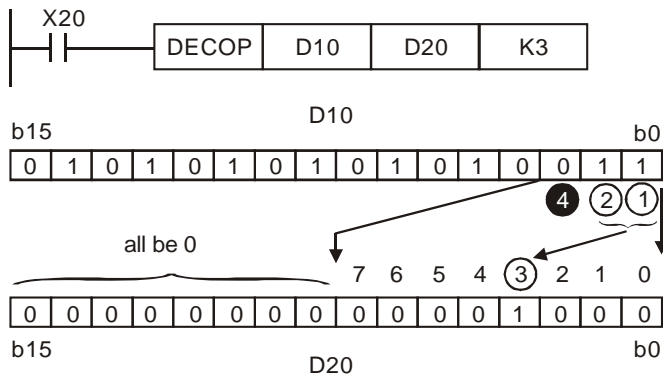 X20
DECOP D10 D20 K3
D10
b15 b0
0 1 0 1 0 1 0 1 0 1 0 1 0 0 1 1
4 2 1
all be 0
7 6 5 4 3 2 1 0
0 0 0 0 0 0 0 0 0 0 0 0 1 0 0 0
b15 b0
D20